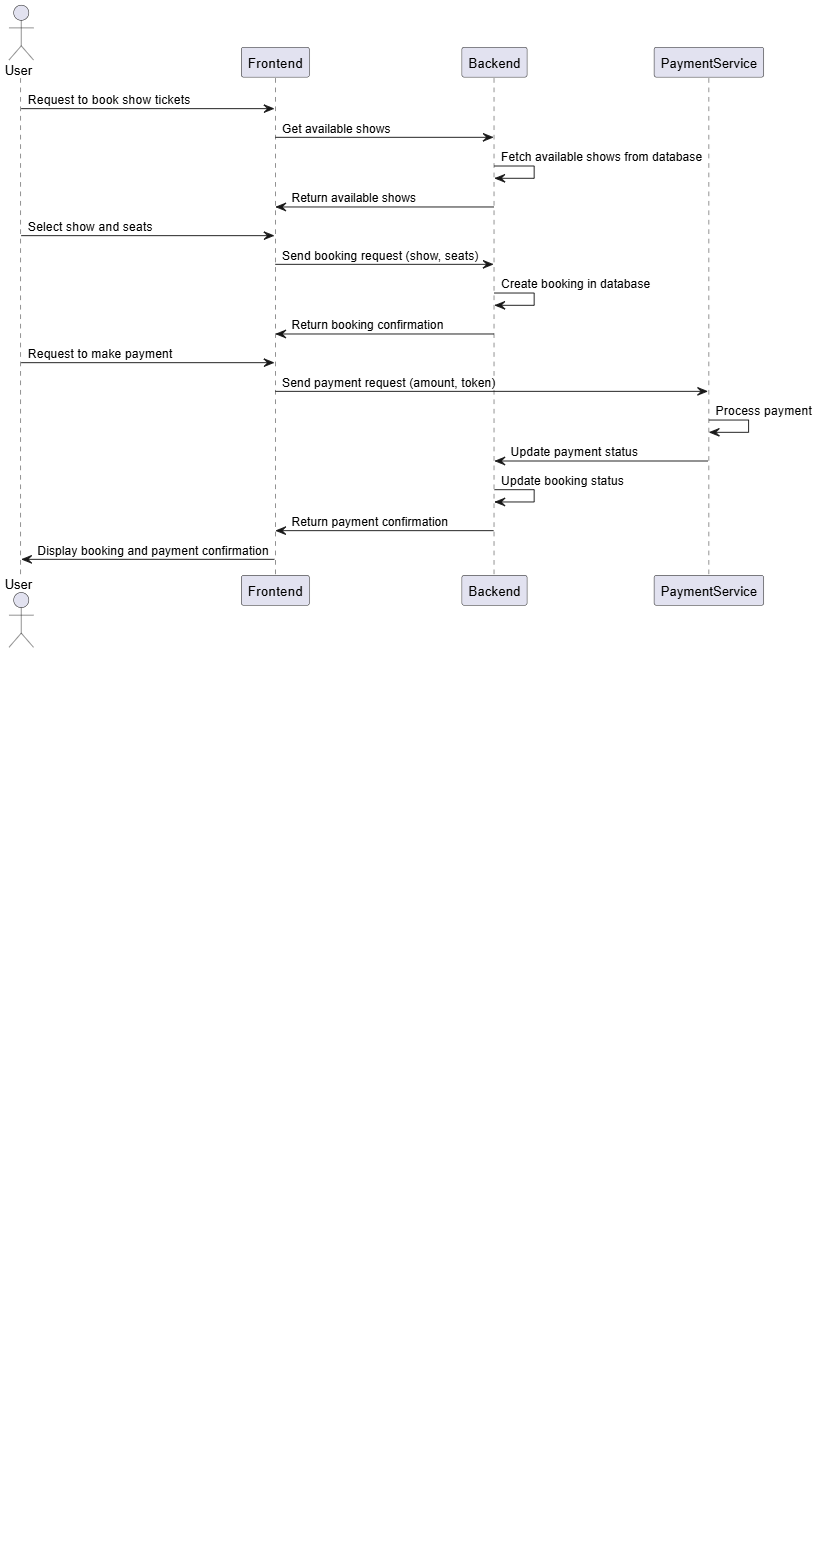 User
Frontend
Backend
PaymentService
Request to book show tickets
Get available shows
Fetch available shows from database
Return available shows
Select show and seats
Send booking request (show, seats)
Create booking in database
Return booking confirmation
Request to make payment
Send payment request (amount, token)
Process payment
Update payment status
Update booking status
Return payment confirmation
Display booking and payment confirmation
User
Frontend
Backend
PaymentService